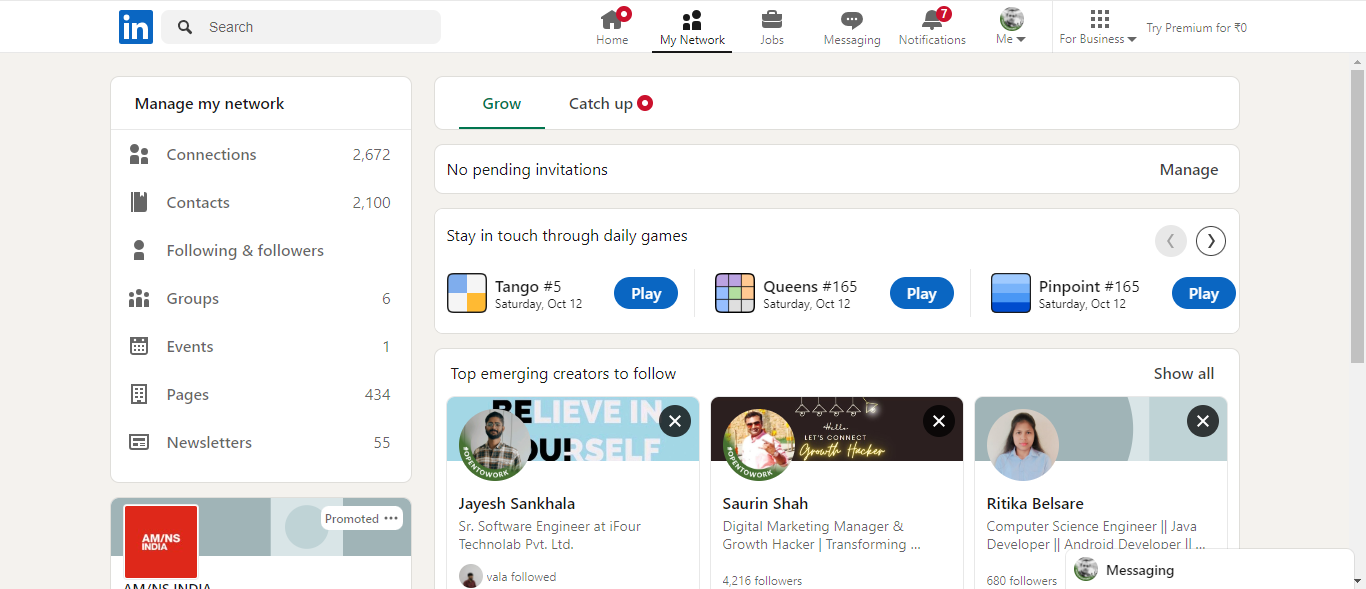 in
Search
Home
My Network
Jobs
Messaging
7
Notifications
Me
For Business
Try Premium for ₹0
Manage my network
Connections 2,672
Contacts 2,100
Following & followers
Groups 6
Events 1
Pages 434
Newsletters 55
Promoted
AM/NS
INDIA
AM/NS INDIA
Grow
Catch up
No pending invitations
Manage
Stay in touch through daily games
Tango #5
Saturday, Oct 12
Play
Queens #165
Saturday, Oct 12
Play
Pinpoint #165
Saturday, Oct 12
Play
Top emerging creators to follow
Show all
BELIEVE IN
YOU!RSELF
#OPENTOWORK
Jayesh Sankhala
Sr. Software Engineer at iFour
Technolab Pvt. Ltd.
vala followed
Hello,
LET'S CONNECT
Growth Hacker
#OPENTOWORK
Saurin Shah
Digital Marketing Manager &
Growth Hacker | Transforming ...
4,216 followers
Ritika Belsare
Computer Science Engineer || Java
Developer || Android Developer || ...
680 followers
Messaging